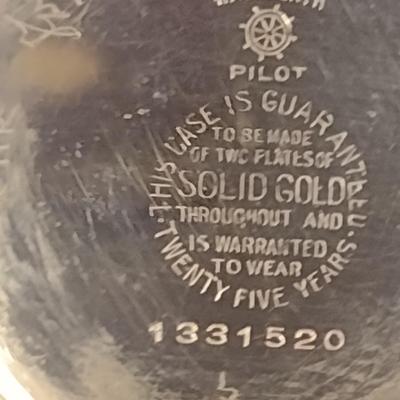 PILOT
THIS CASE IS GUARANTEED
TO BE MADE
OF TWO PLATES OF
SOLID GOLD
THROUGHOUT AND
IS WARRANTED
TO WEAR
TWENTY FIVE YEARS.
1331520